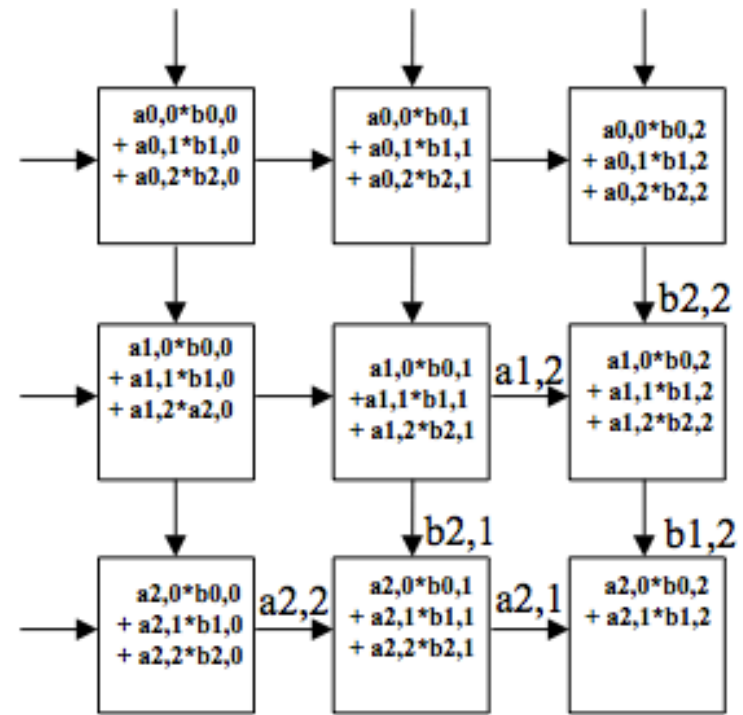 a0,0*b0,0
+ a0,1*b1,0
+ a0,2*b2,0
a0,0*b0,1
+ a0,1*b1,1
+ a0,2*b2,1
a0,0*b0,2
+ a0,1*b1,2
+ a0,2*b2,2
b2,2
a1,0*b0,0
+ a1,1*b1,0
+ a1,2*a2,0
a1,0*b0,1
+a1,1*b1,1
+ a1,2*b2,1
a1,2
a1,0*b0,2
+ a1,1*b1,2
+ a1,2*b2,2
b2,1
b1,2
a2,0*b0,0
+ a2,1*b1,0
+ a2,2*b2,0
a2,2
a2,0*b0,1
+ a2,1*b1,1
+ a2,2*b2,1
a2,1
a2,0*b0,2
+ a2,1*b1,2